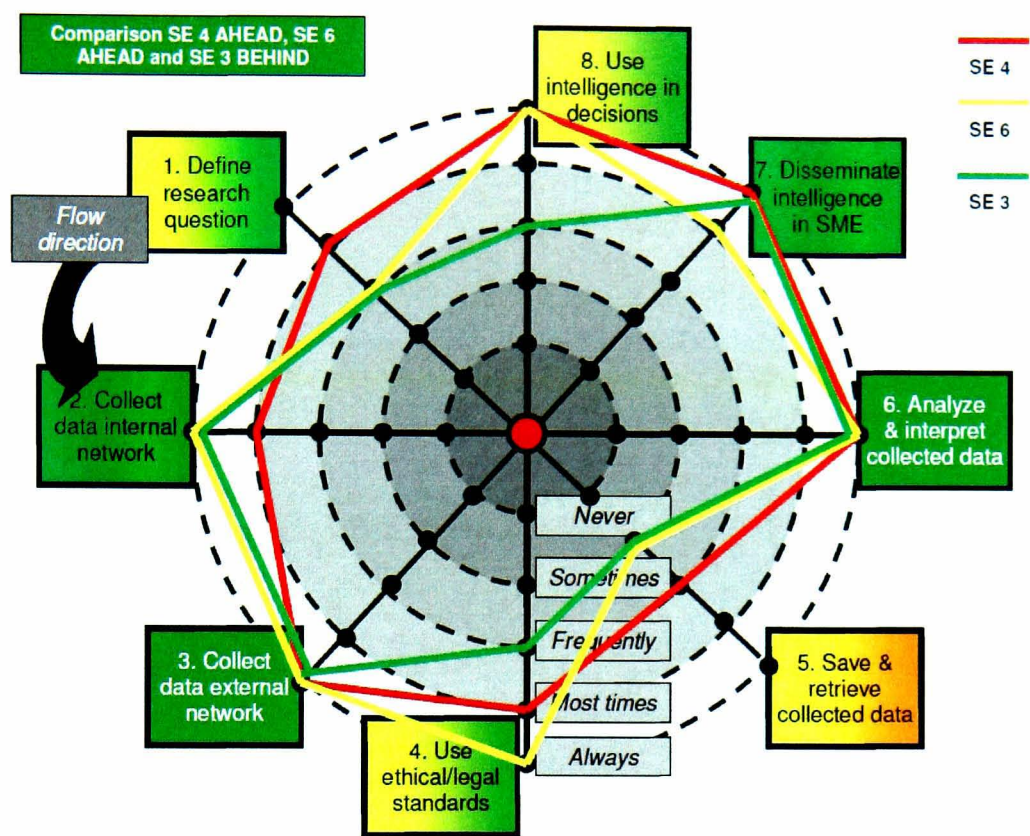 Comparison SE 4 AHEAD, SE 6
AHEAD and SE 3 BEHIND
SE 4
SE 6
SE 3
8. Use
intelligence in
decisions
1. Define
research
question
7. Disseminate
intelligence
in SME
Flow
direction
2. Collect
data internal
network
6. Analyze
& interpret
collected data
Never
Sometimes
Frequently
Most times
Always
3. Collect
data external
network
5. Save &
retrieve
collected data
4. Use
ethical/legal
standards